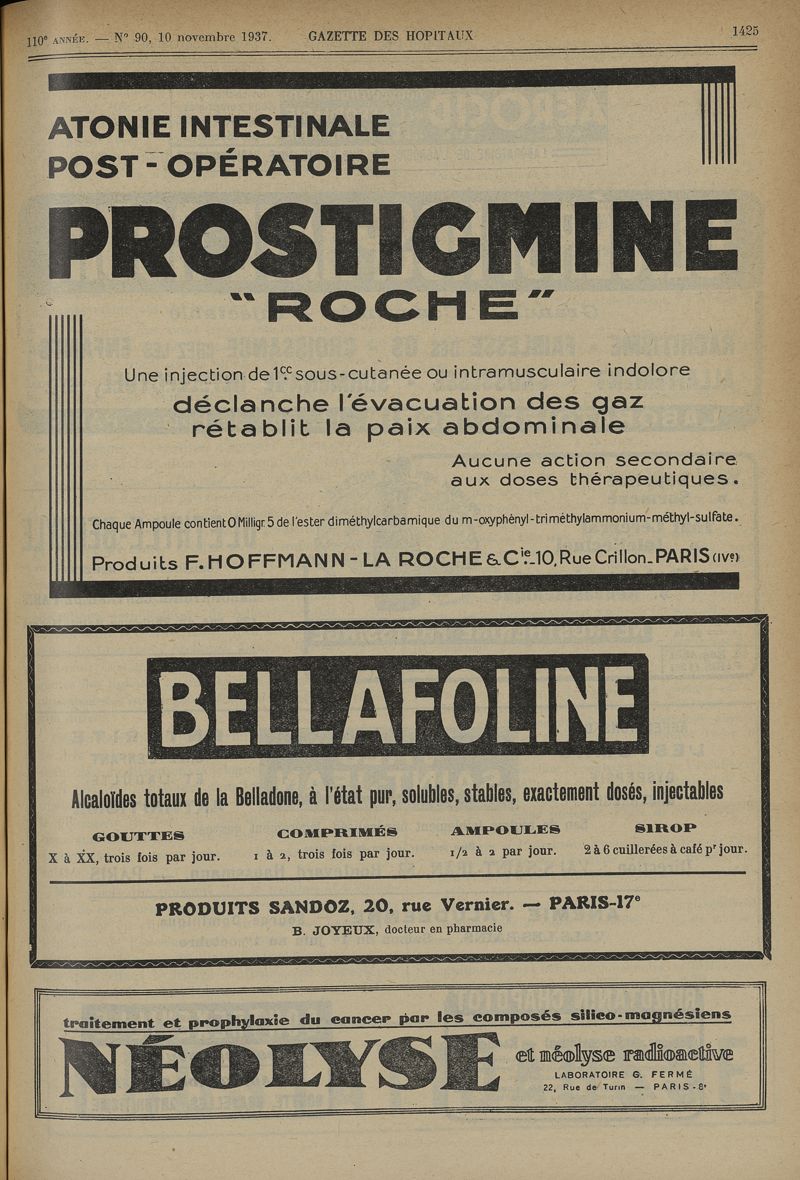 110e ANNÉE. — N° 90, 10 novembre 1937. GAZETTE DES HOPITAUX 1425
ATONIE INTESTINALE
POST-OPÉRATOIRE
PROSTIGMINE
"ROCHE"
Une injection de 1cc. sous-cutanée ou intramusculaire indolore
déclanche l'évacuation des gaz
rétablit la paix abdominale
Aucune action secondaire
aux doses thérapeutiques.
Chaque Ampoule contient 0 Milligr. 5 de l'ester diméthylcarbamique du m-oxyphényl-triméthylammonium-méthyl-sulfate.
Produits F. HOFFMANN-LA ROCHE & Cie._10, Rue Crillon_PARIS (IVe)
BELLAFOLINE
Alcaloïdes totaux de la Belladone, à l'état pur, solubles, stables, exactement dosés, injectables
GOUTTES COMPRIMÉS AMPOULES SIROP
X à XX, trois fois par jour. 1 à 2, trois fois par jour. 1/2 à 2 par jour. 2 à 6 cuillerées à café pr jour.
PRODUITS SANDOZ, 20, rue Vernier. — PARIS-17e
B. JOYEUX, docteur en pharmacie
traitement et prophylaxie du cancer par les composés silico-magnésiens
NÉOLYSE et néolyse radioactive
LABORATOIRE G. FERMÉ
22, Rue de Turin — PARIS-8e